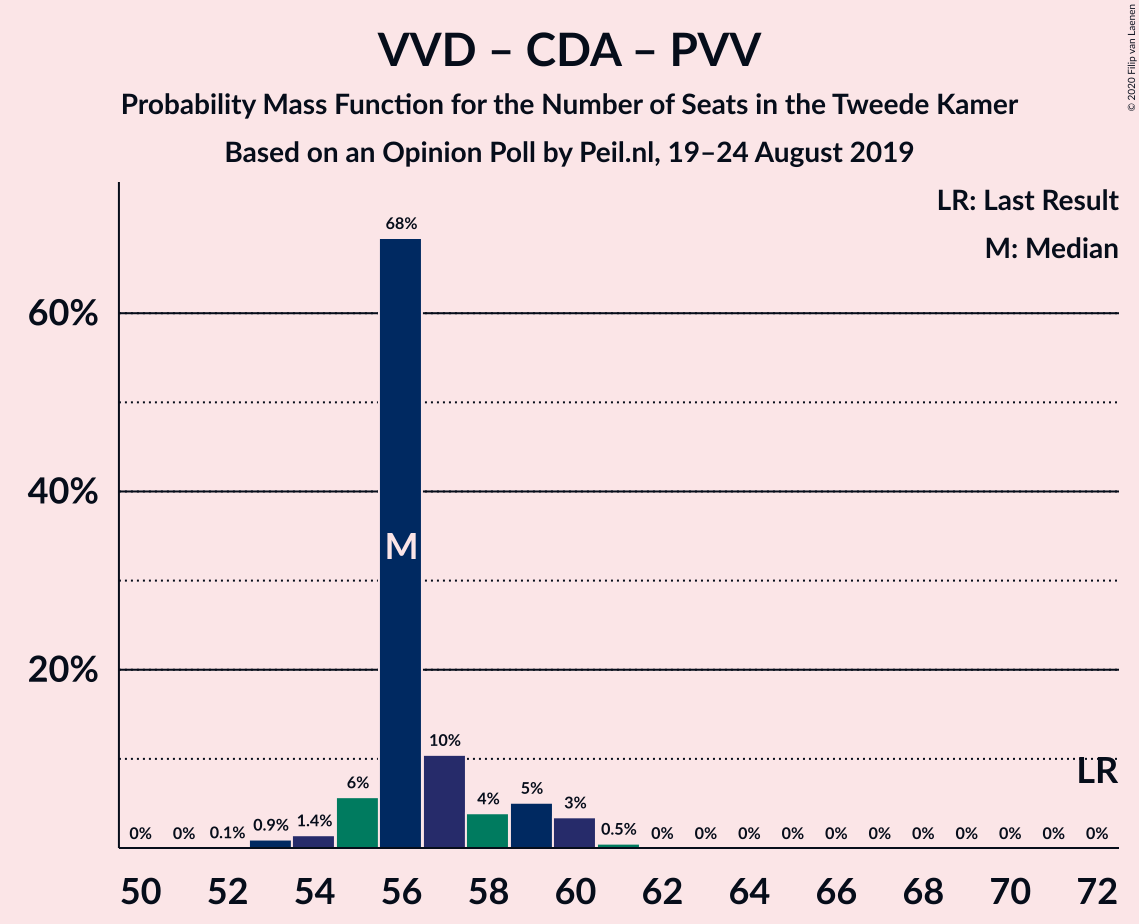 VVD – CDA – PVV
Probability Mass Function for the Number of Seats in the Tweede Kamer
Based on an Opinion Poll by Peil.nl, 19–24 August 2019
© 2020 Filip van Laenen
LR: Last Result
M: Median
60%
40%
20%
0% 0% 0.1% 0.9% 1.4% 6% 68% 10% 4% 5% 3% 0.5% 0% 0% 0% 0% 0% 0% 0% 0% 0% 0% 0%
M
LR
50 52 54 56 58 60 62 64 66 68 70 72